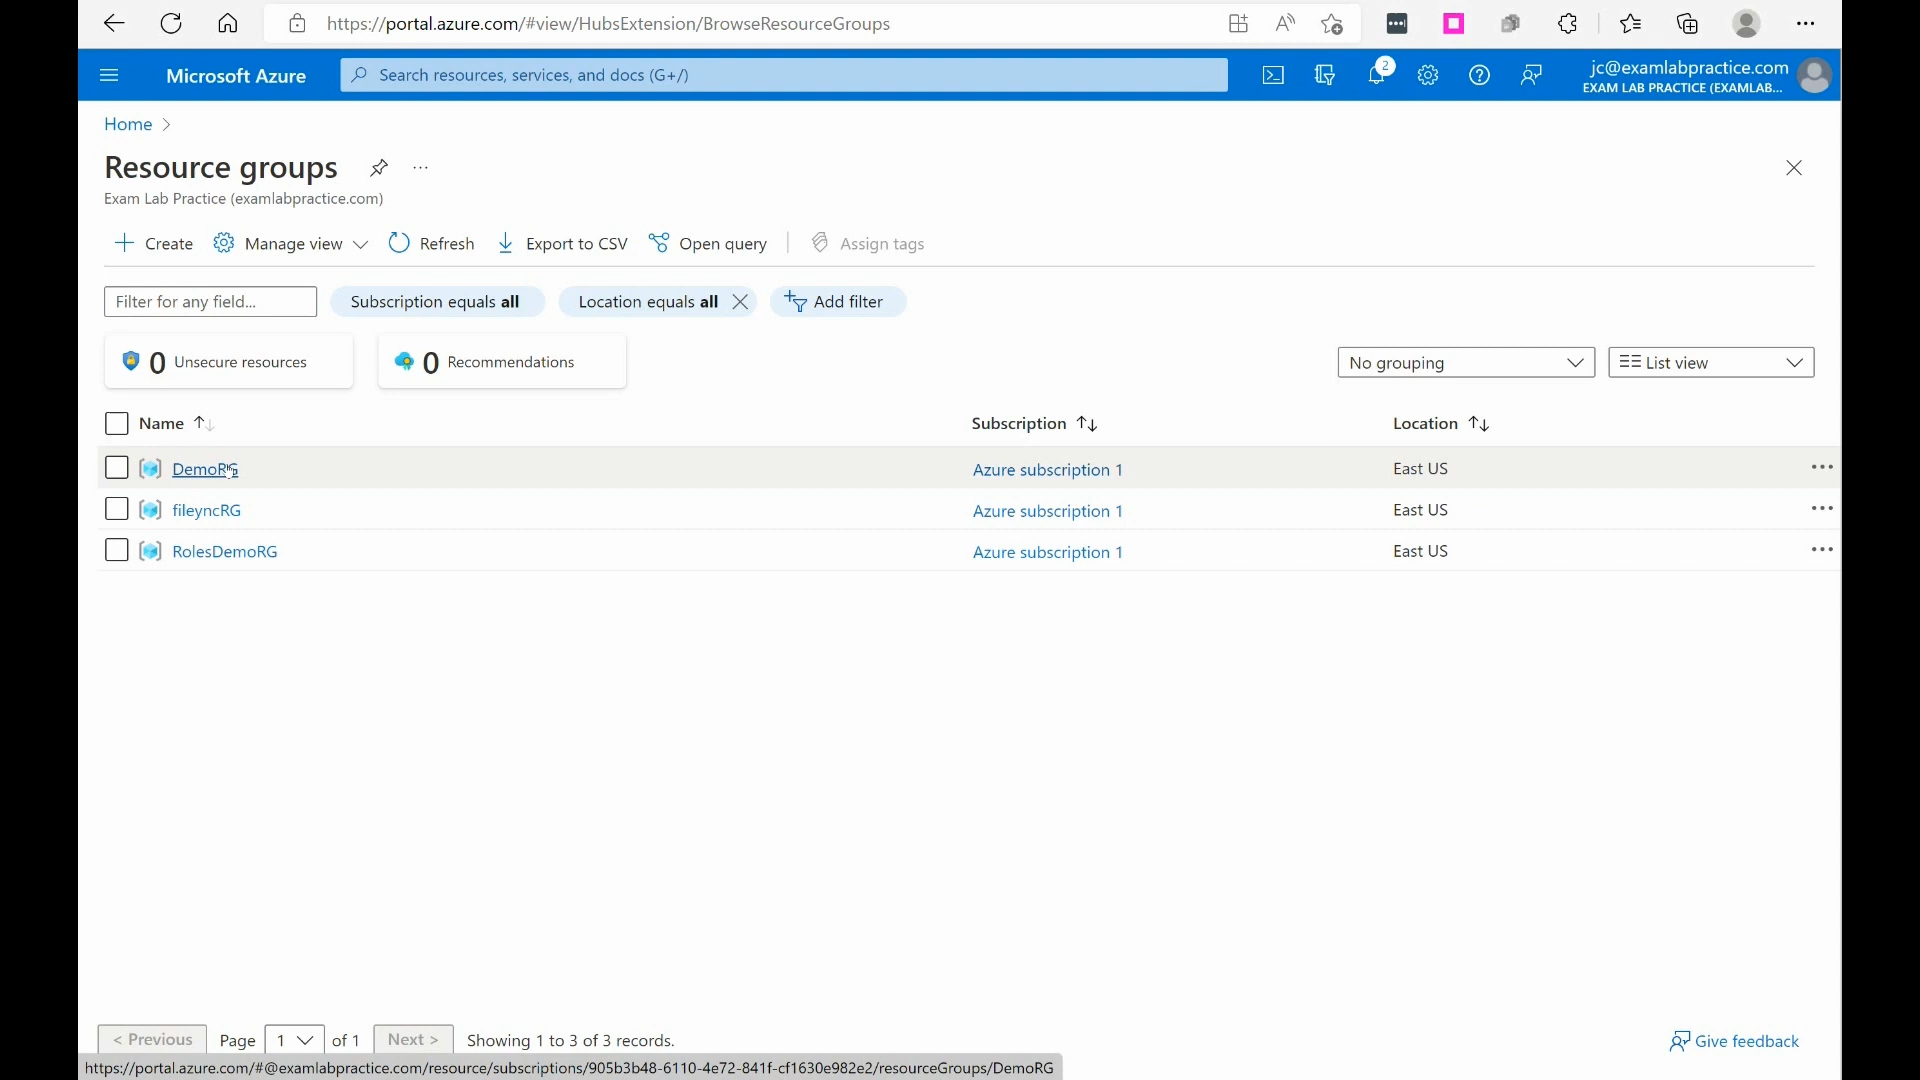 https://portal.azure.com/#view/HubsExtension/BrowseResourceGroups
Microsoft Azure
Search resources, services, and docs (G+/)
2
jc@examlabpractice.com
EXAM LAB PRACTICE (EXAMLAB...
Home
Resource groups
Exam Lab Practice (examlabpractice.com)
Create Manage view Refresh Export to CSV Open query Assign tags
Filter for any field... Subscription equals all Location equals all Add filter
0 Unsecure resources 0 Recommendations No grouping List view
Name Subscription Location
DemoRG Azure subscription 1 East US
fileyncRG Azure subscription 1 East US
RolesDemoRG Azure subscription 1 East US
< Previous Page 1 of 1 Next > Showing 1 to 3 of 3 records. Give feedback
https://portal.azure.com/#@examlabpractice.com/resource/subscriptions/905b3b48-6110-4e72-841f-cf1630e982e2/resourceGroups/DemoRG